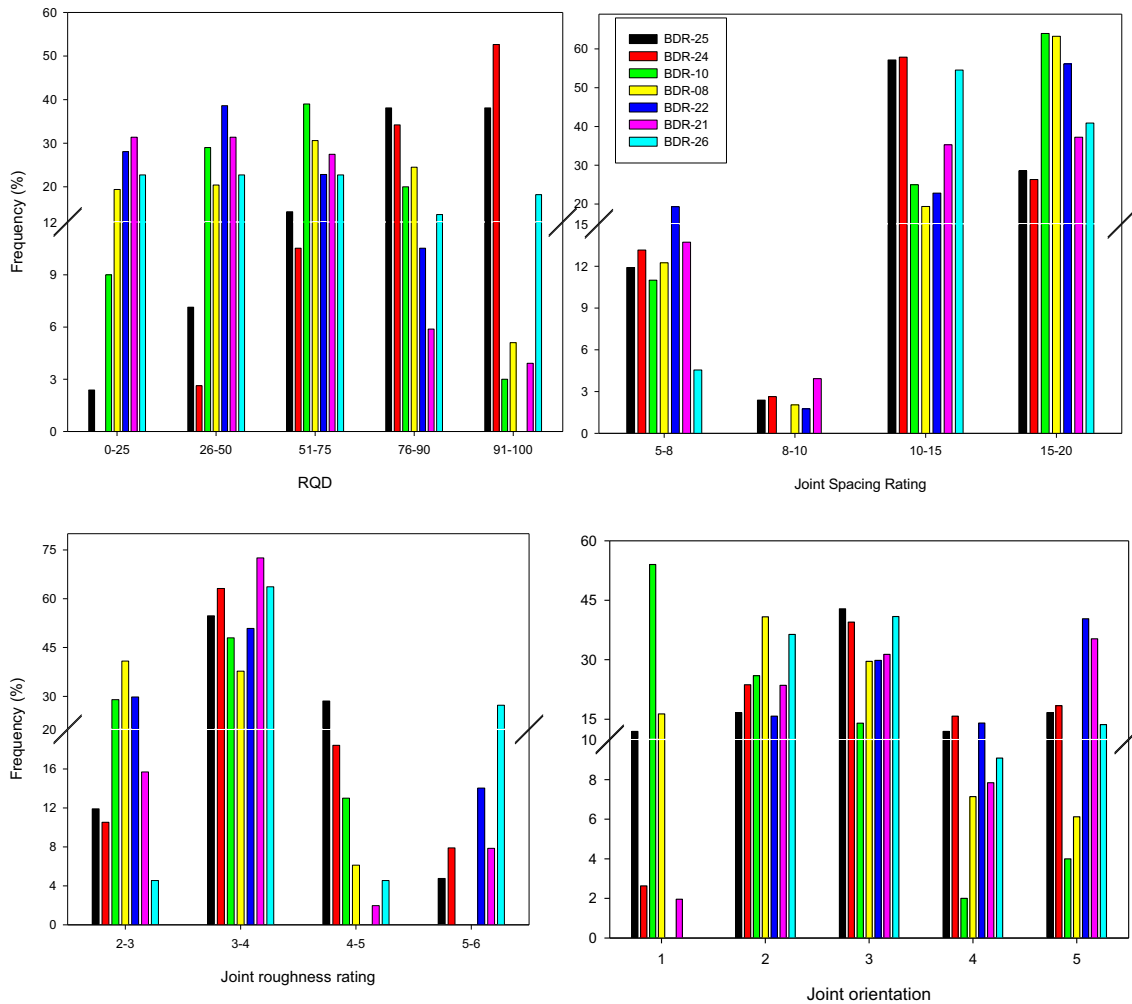 60
50
40
30
20
12
9
6
3
0
Frequency (%)
0-25 26-50 51-75 76-90 91-100
RQD
60
50
40
30
20
15
12
9
6
3
0
BDR-25
BDR-24
BDR-10
BDR-08
BDR-22
BDR-21
BDR-26
5-8 8-10 10-15 15-20
Joint Spacing Rating
75
60
45
30
20
16
12
8
4
0
Frequency (%)
2-3 3-4 4-5 5-6
Joint roughness rating
60
45
30
15
10
8
6
4
2
0
1 2 3 4 5
Joint orientation